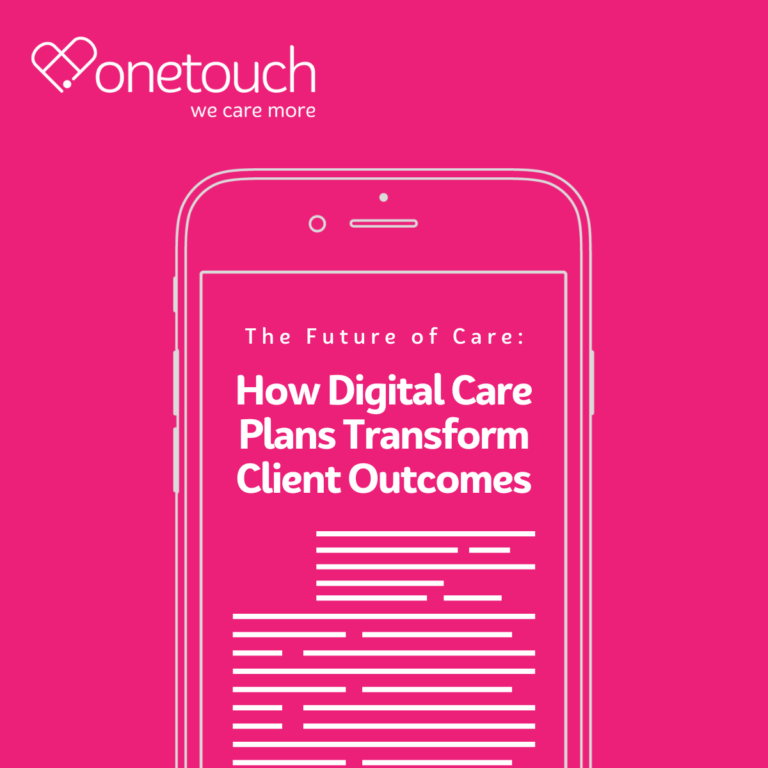 onetouch
we care more
The Future of Care:
How Digital Care
Plans Transform
Client Outcomes